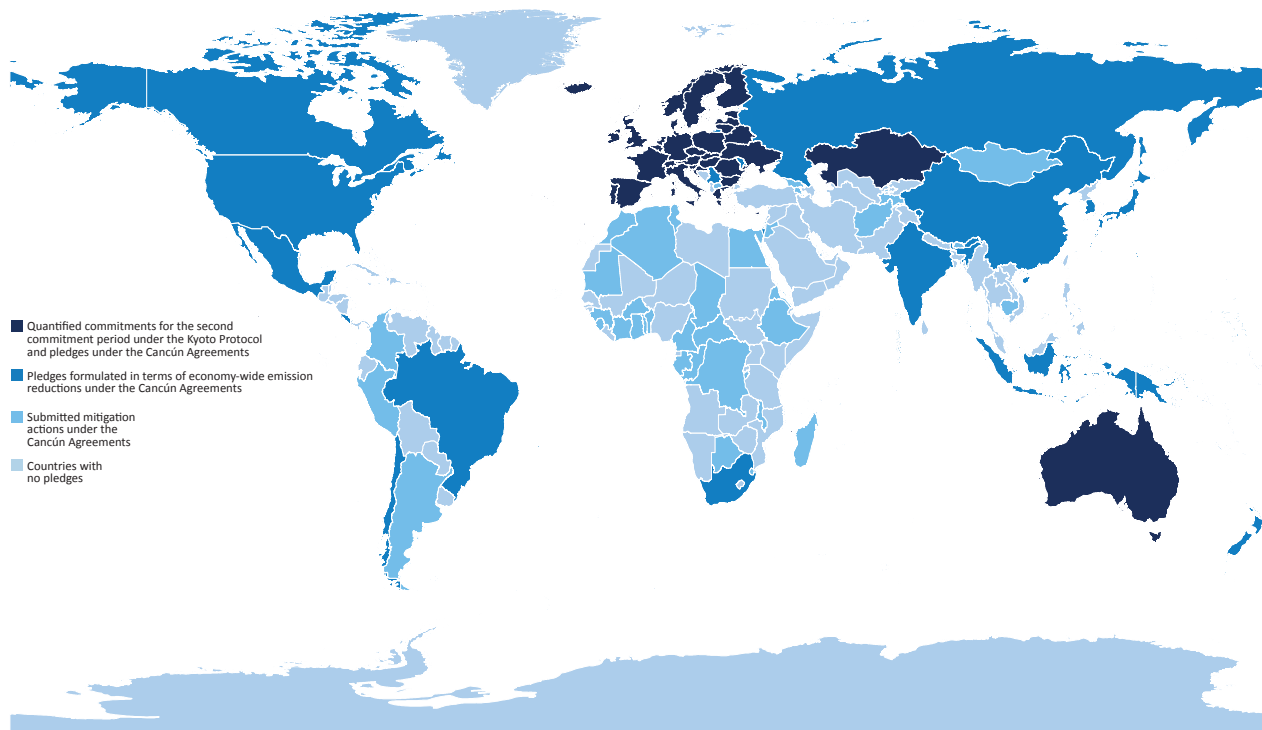 Quantified commitments for the second
commitment period under the Kyoto Protocol
and pledges under the Cancún Agreements
Pledges formulated in terms of economy-wide emission
reductions under the Cancún Agreements
Submitted mitigation
actions under the
Cancún Agreements
Countries with
no pledges